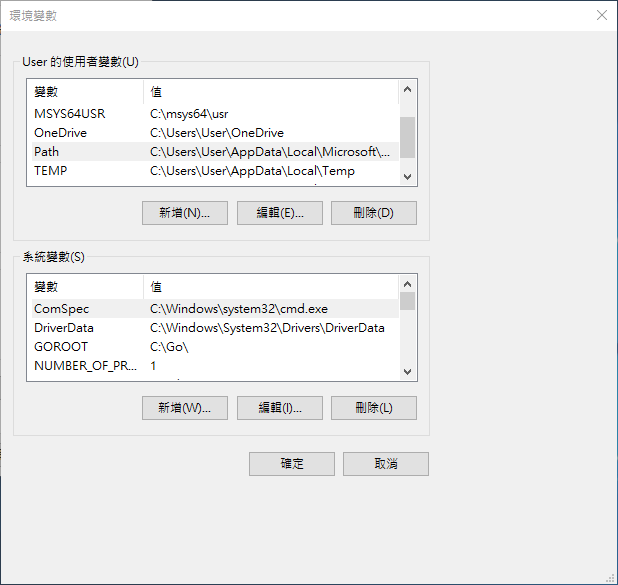 環境變數
User 的使用者變數(U)
變數 值
MSYS64USR C:\msys64\usr
OneDrive C:\Users\User\OneDrive
Path C:\Users\User\AppData\Local\Microsoft\...
TEMP C:\Users\User\AppData\Local\Temp
新增(N)... 編輯(E)... 刪除(D)
系統變數(S)
變數 值
ComSpec C:\Windows\system32\cmd.exe
DriverData C:\Windows\System32\Drivers\DriverData
GOROOT C:\Go\
NUMBER_OF_PR... 1
新增(W)... 編輯(I)... 刪除(L)
確定 取消